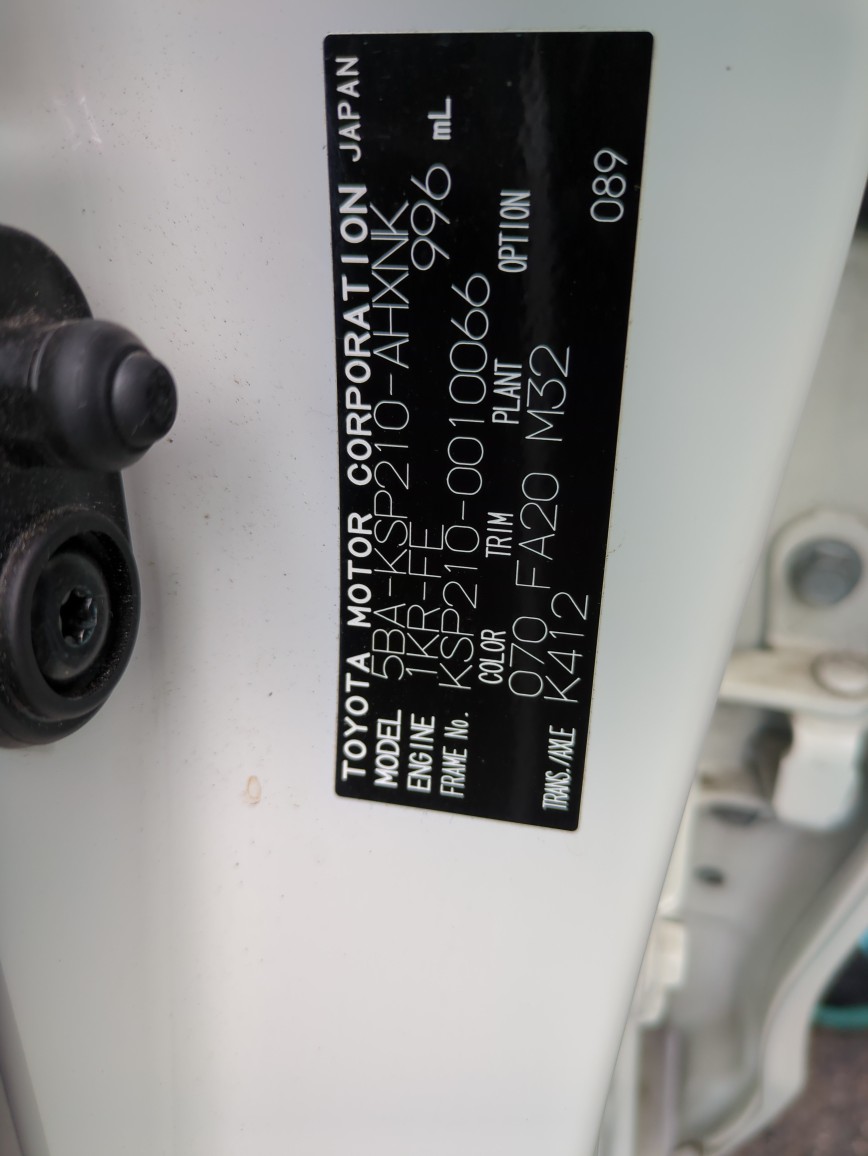 TOYOTA MOTOR CORPORATION JAPAN
MODEL 5BA-KSP210-AHXNK
ENGINE 1KR-FE 996 mL
FRAME No. KSP210-0010066
COLOR TRIM PLANT OPTION
070 FA20 M32
TRANS./AXLE K412 089